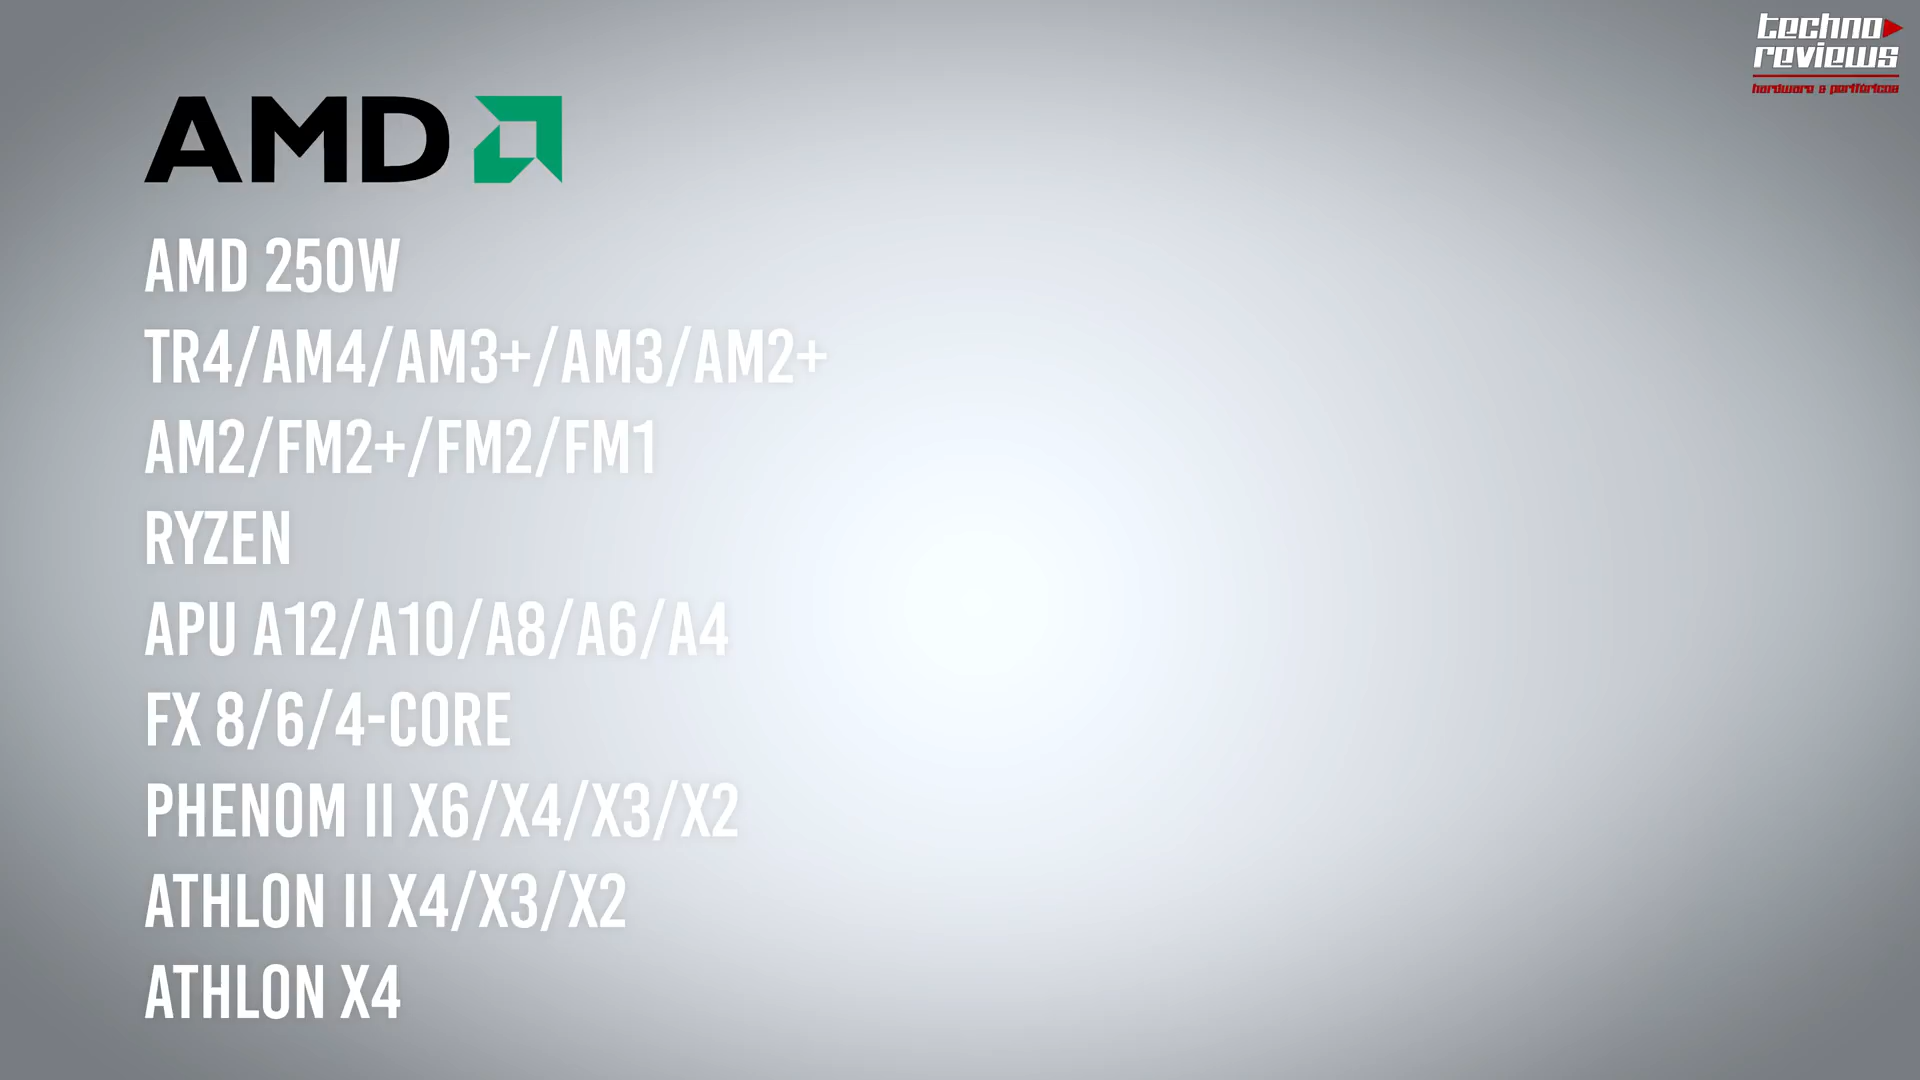 techno
reviews
hardware & periféricos
AMD
AMD 250W
TR4/AM4/AM3+/AM3/AM2+
AM2/FM2+/FM2/FM1
RYZEN
APU A12/A10/A8/A6/A4
FX 8/6/4-CORE
PHENOM II X6/X4/X3/X2
ATHLON II X4/X3/X2
ATHLON X4